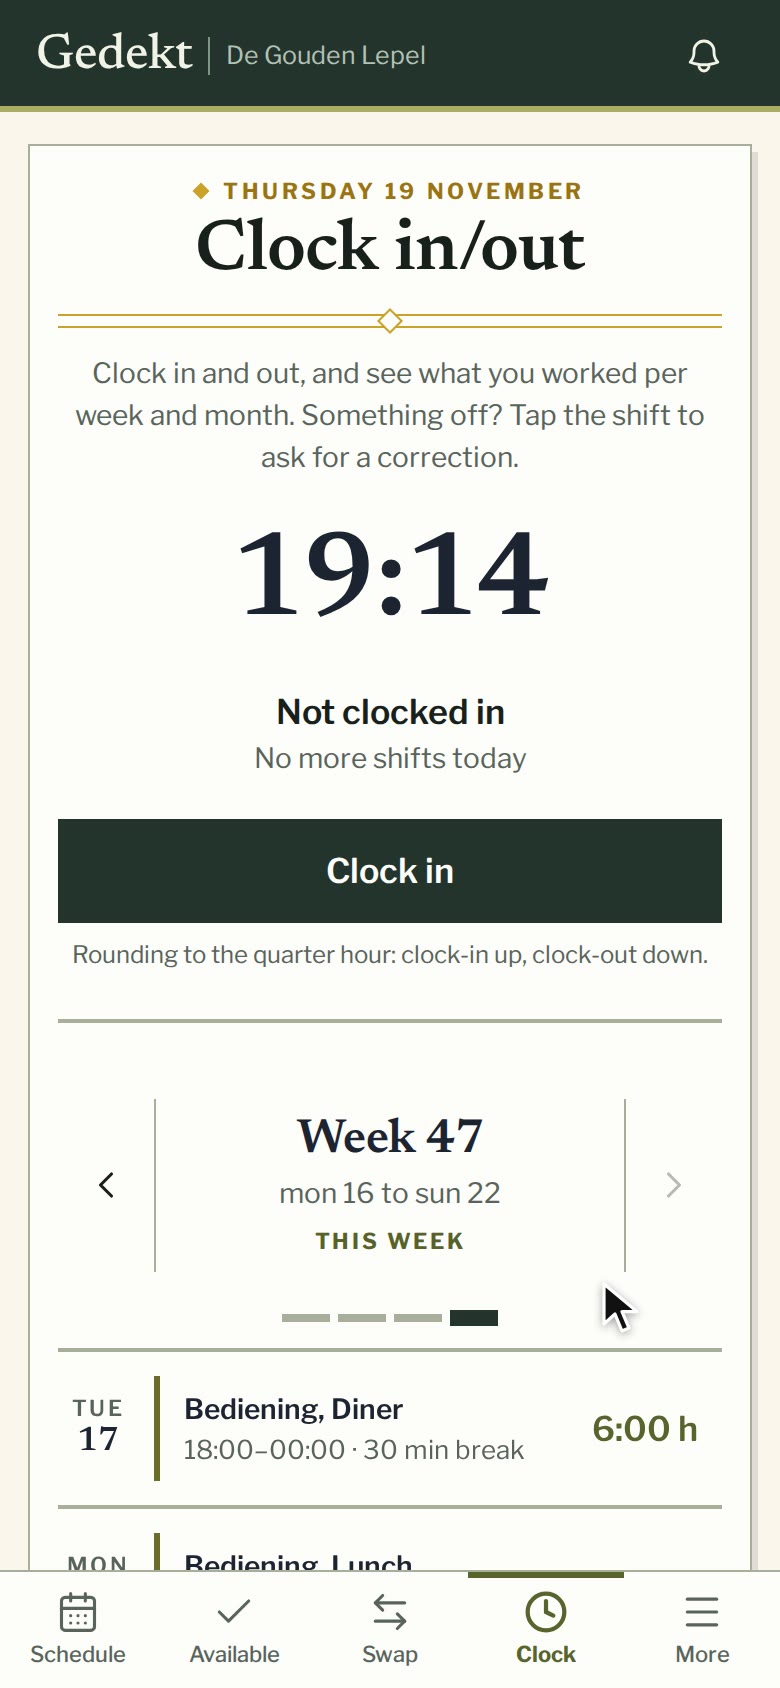 Gedekt
De Gouden Lepel
THURSDAY 19 NOVEMBER
Clock in/out
Clock in and out, and see what you worked per
week and month. Something off? Tap the shift to
ask for a correction.
19:14
Not clocked in
No more shifts today
Clock in
Rounding to the quarter hour: clock-in up, clock-out down.
Week 47
mon 16 to sun 22
THIS WEEK
TUE
17
Bediening, Diner
18:00–00:00 · 30 min break
6:00 h
MON
Bediening, Lunch
Schedule
Available
Swap
Clock
More